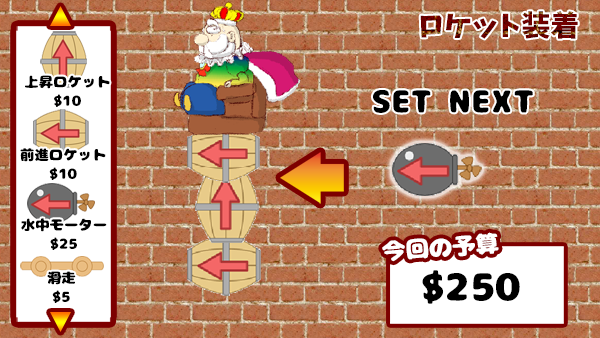 ロケット装着
上昇ロケット
$10
前進ロケット
$10
水中モーター
$25
滑走
$5
SET NEXT
今回の予算
$250